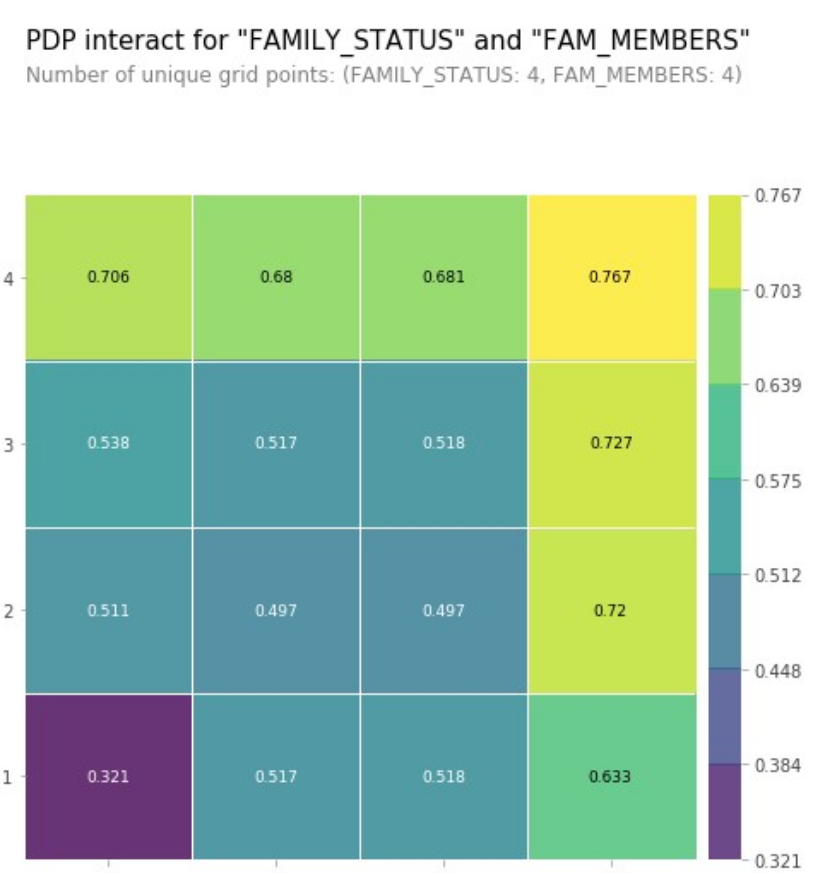 PDP interact for "FAMILY_STATUS" and "FAM_MEMBERS"
Number of unique grid points: (FAMILY_STATUS: 4, FAM_MEMBERS: 4)
0.767
4 0.706 0.68 0.681 0.767
0.703
0.639
3 0.538 0.517 0.518 0.727
0.575
0.512
2 0.511 0.497 0.497 0.72
0.448
0.384
1 0.321 0.517 0.518 0.633
0.321